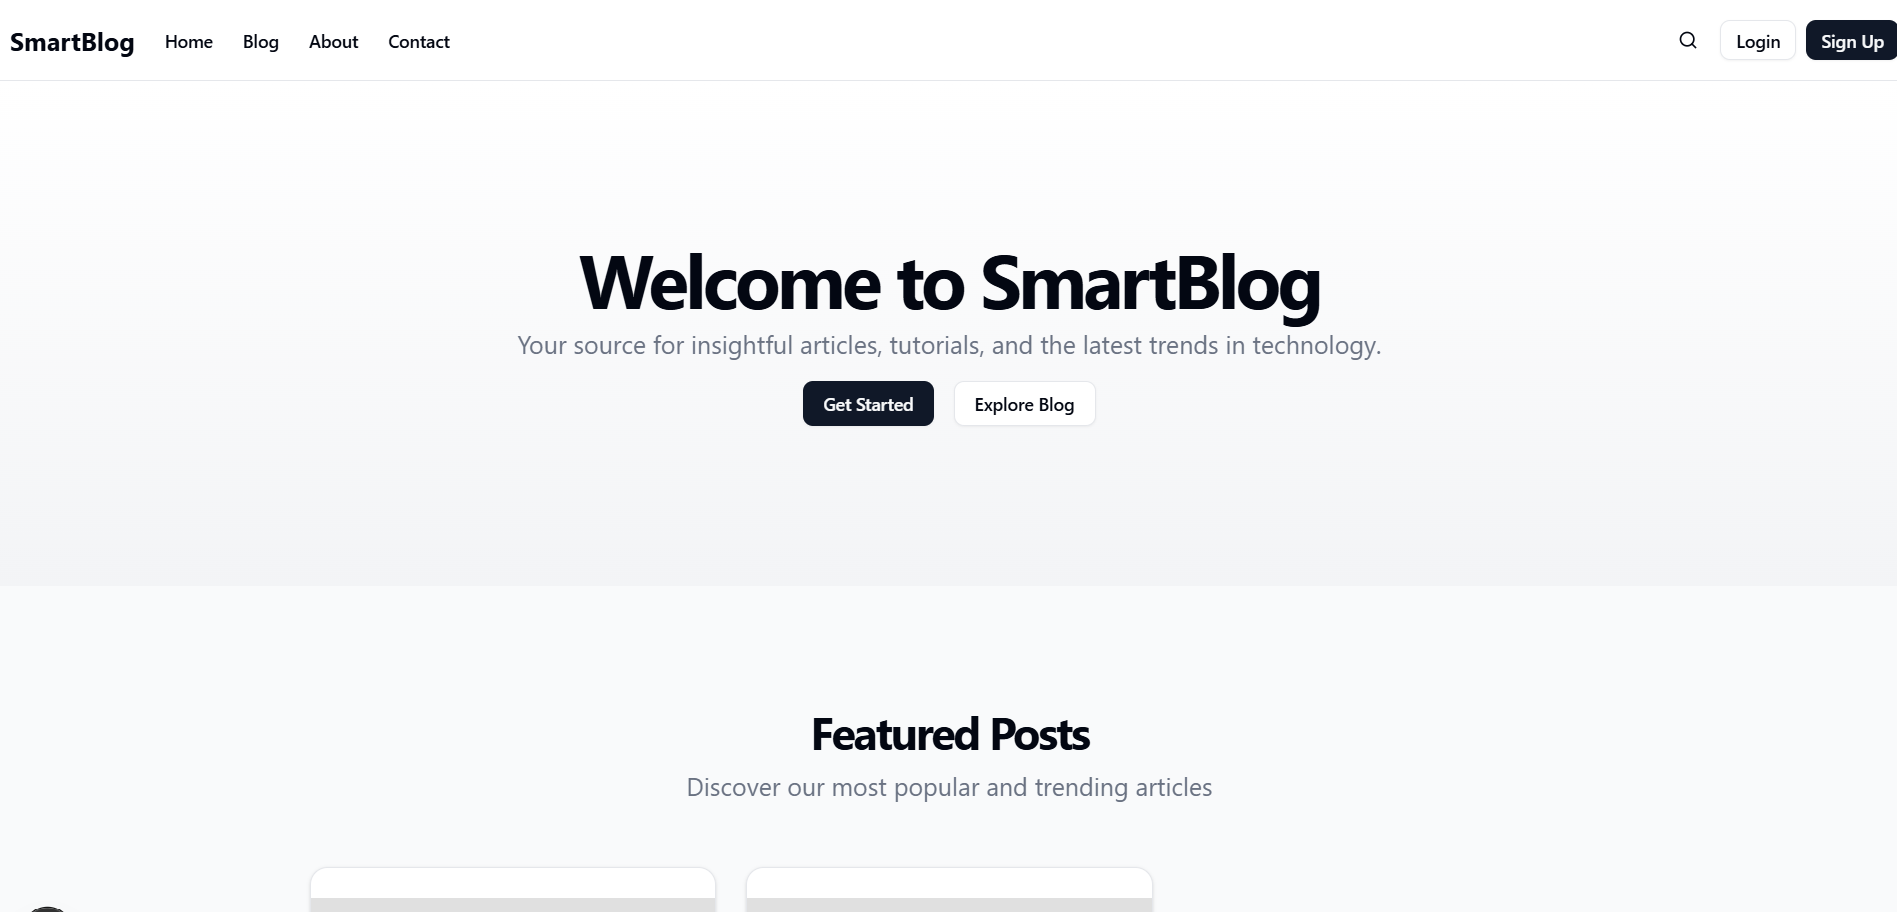 SmartBlog Home Blog About Contact Login Sign Up
Welcome to SmartBlog
Your source for insightful articles, tutorials, and the latest trends in technology.
Get Started Explore Blog
Featured Posts
Discover our most popular and trending articles